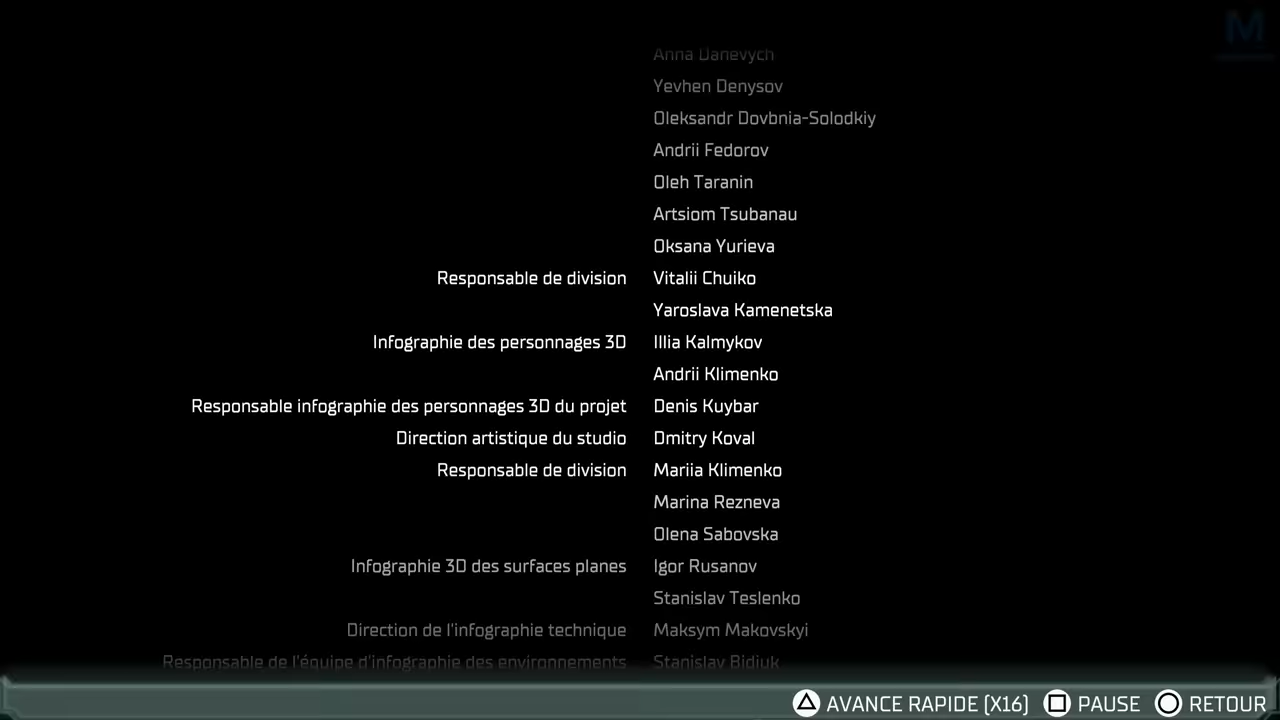 M
Anna Danevych
Yevhen Denysov
Oleksandr Dovbnia-Solodkiy
Andrii Fedorov
Oleh Taranin
Artsiom Tsubanau
Oksana Yurieva
Responsable de division Vitalii Chuiko
Yaroslava Kamenetska
Infographie des personnages 3D Illia Kalmykov
Andrii Klimenko
Responsable infographie des personnages 3D du projet Denis Kuybar
Direction artistique du studio Dmitry Koval
Responsable de division Mariia Klimenko
Marina Rezneva
Olena Sabovska
Infographie 3D des surfaces planes Igor Rusanov
Stanislav Teslenko
Direction de l'infographie technique Maksym Makovskyi
Responsable de l'équipe d'infographie des environnements Stanislav Bidiuk
AVANCE RAPIDE (X16) PAUSE RETOUR